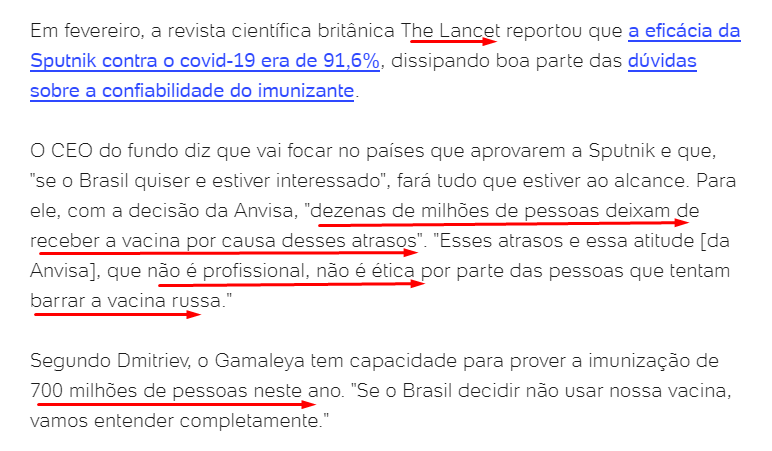 Em fevereiro, a revista científica britânica The Lancet reportou que a eficácia da
Sputnik contra o covid-19 era de 91,6%, dissipando boa parte das dúvidas
sobre a confiabilidade do imunizante.
O CEO do fundo diz que vai focar no países que aprovarem a Sputnik e que,
"se o Brasil quiser e estiver interessado", fará tudo que estiver ao alcance. Para
ele, com a decisão da Anvisa, "dezenas de milhões de pessoas deixam de
receber a vacina por causa desses atrasos". "Esses atrasos e essa atitude [da
Anvisa], que não é profissional, não é ética por parte das pessoas que tentam
barrar a vacina russa."
Segundo Dmitriev, o Gamaleya tem capacidade para prover a imunização de
700 milhões de pessoas neste ano. "Se o Brasil decidir não usar nossa vacina,
vamos entender completamente."